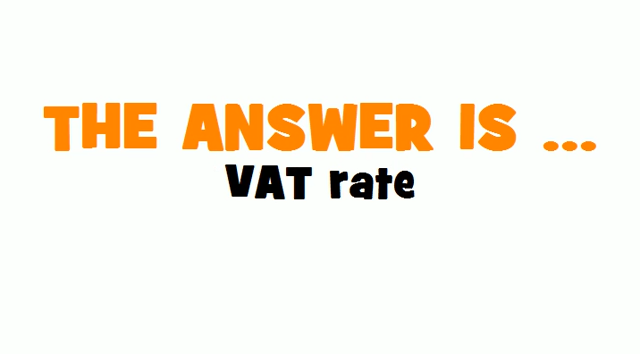 THE ANSWER IS ...
VAT rate